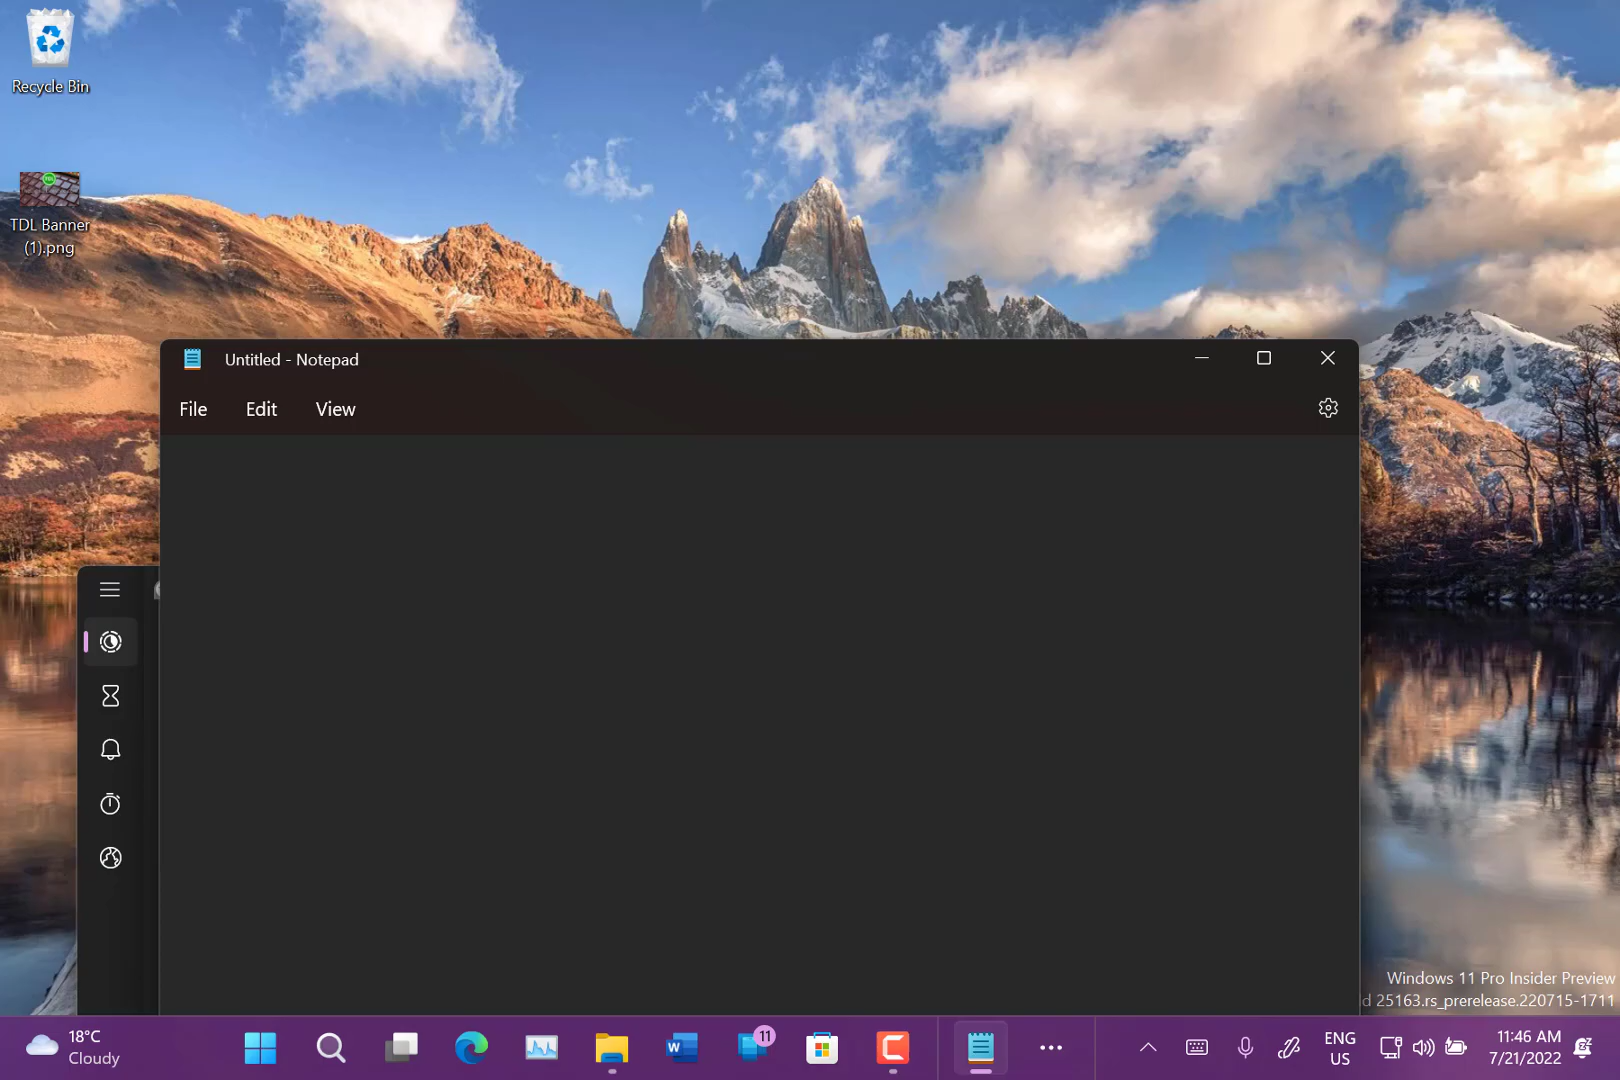 Recycle Bin
TDL Banner
(1).png
Untitled - Notepad
File Edit View
Windows 11 Pro Insider Preview
25163.rs_prerelease.220715-1711
18°C
Cloudy
11
ENG
US
11:46 AM
7/21/2022